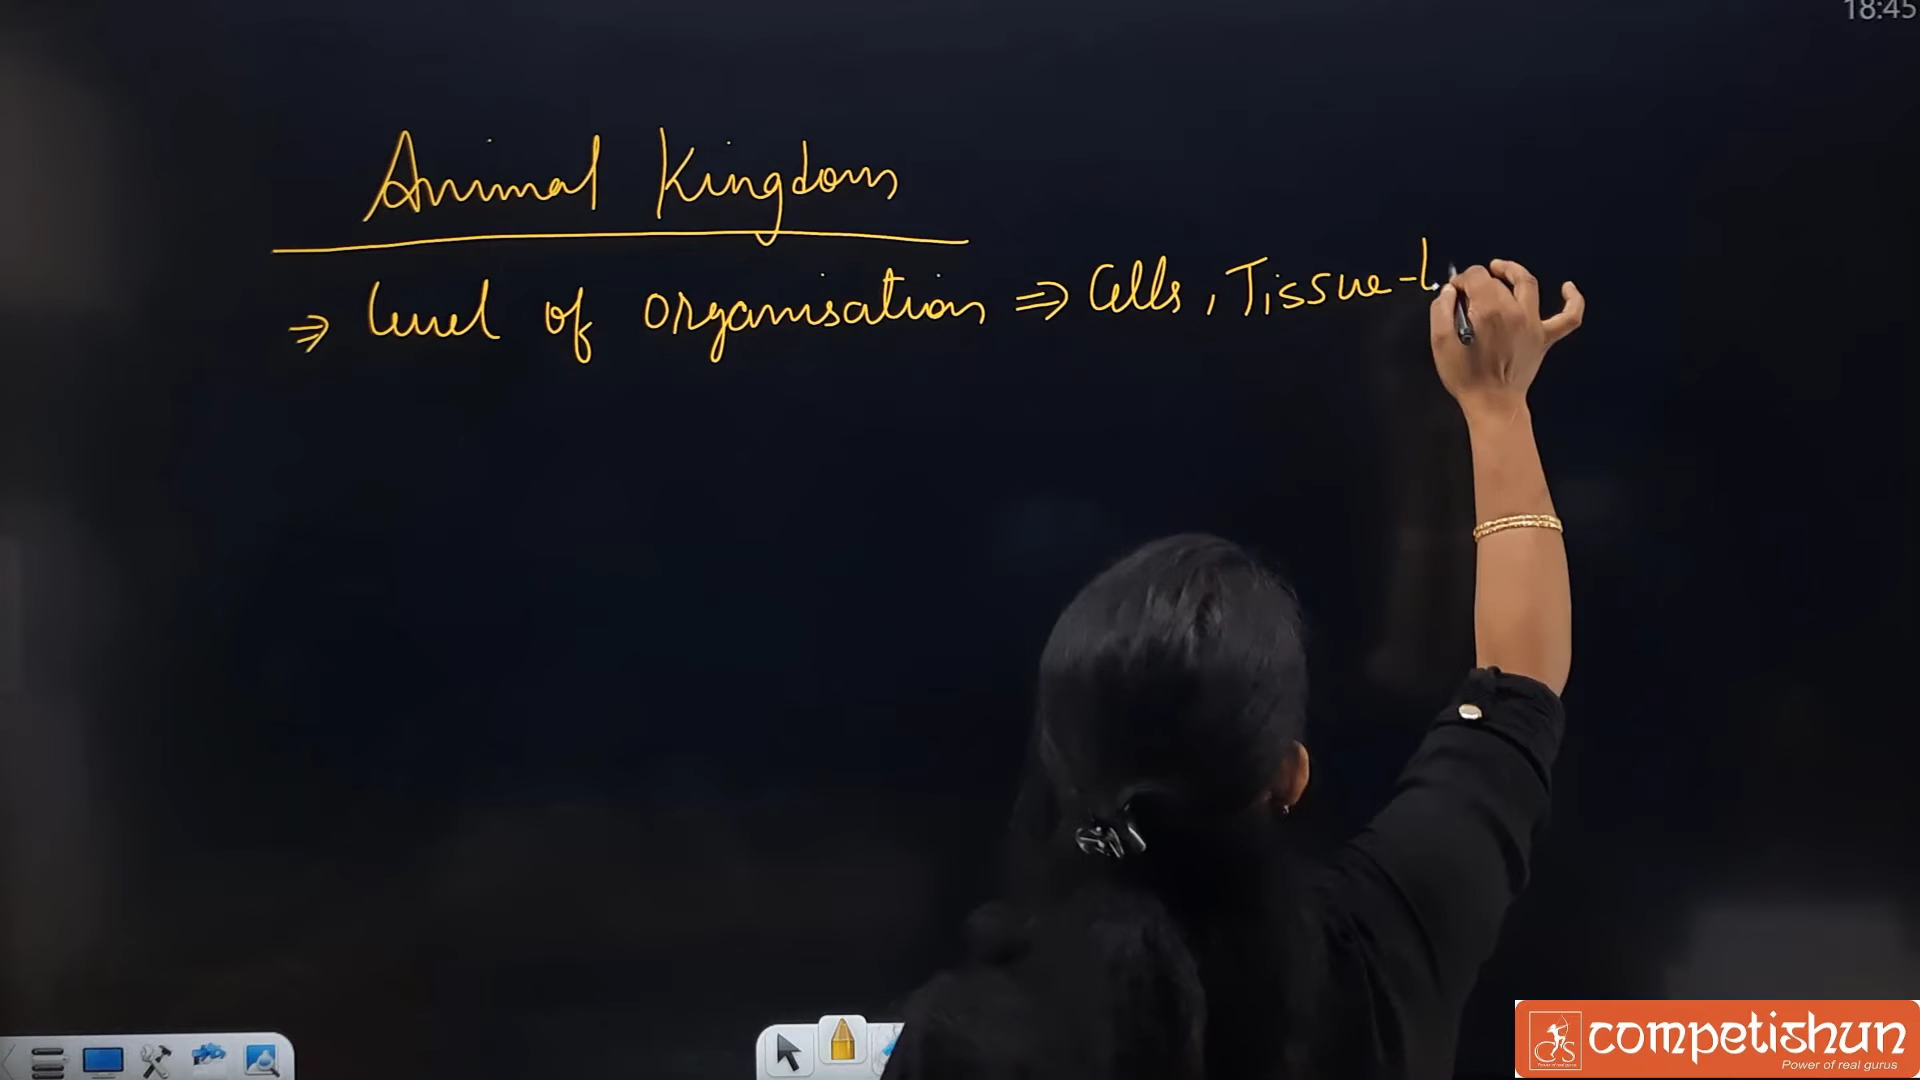 18:45
Animal Kingdom
⇒ level of organisation ⇒ Cells, Tissue-l
competishun
Power of real gurus